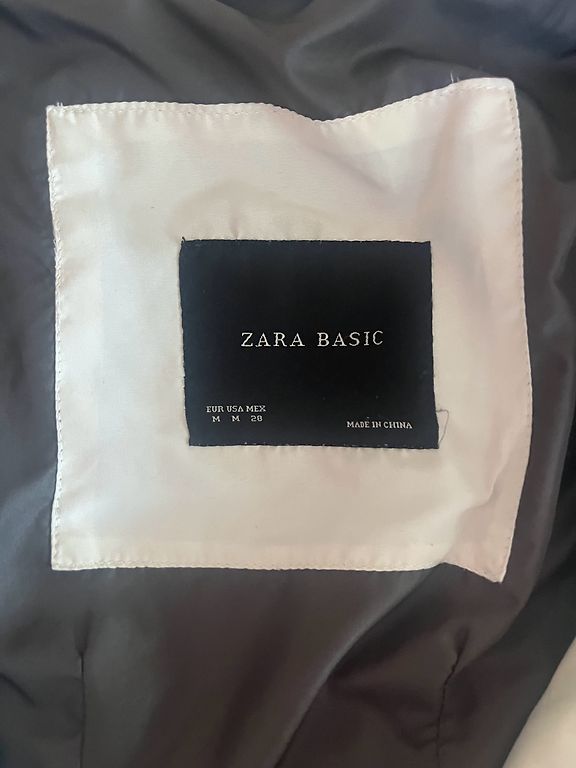 ZARA BASIC
EUR USA MEX
M M 28
MADE IN CHINA